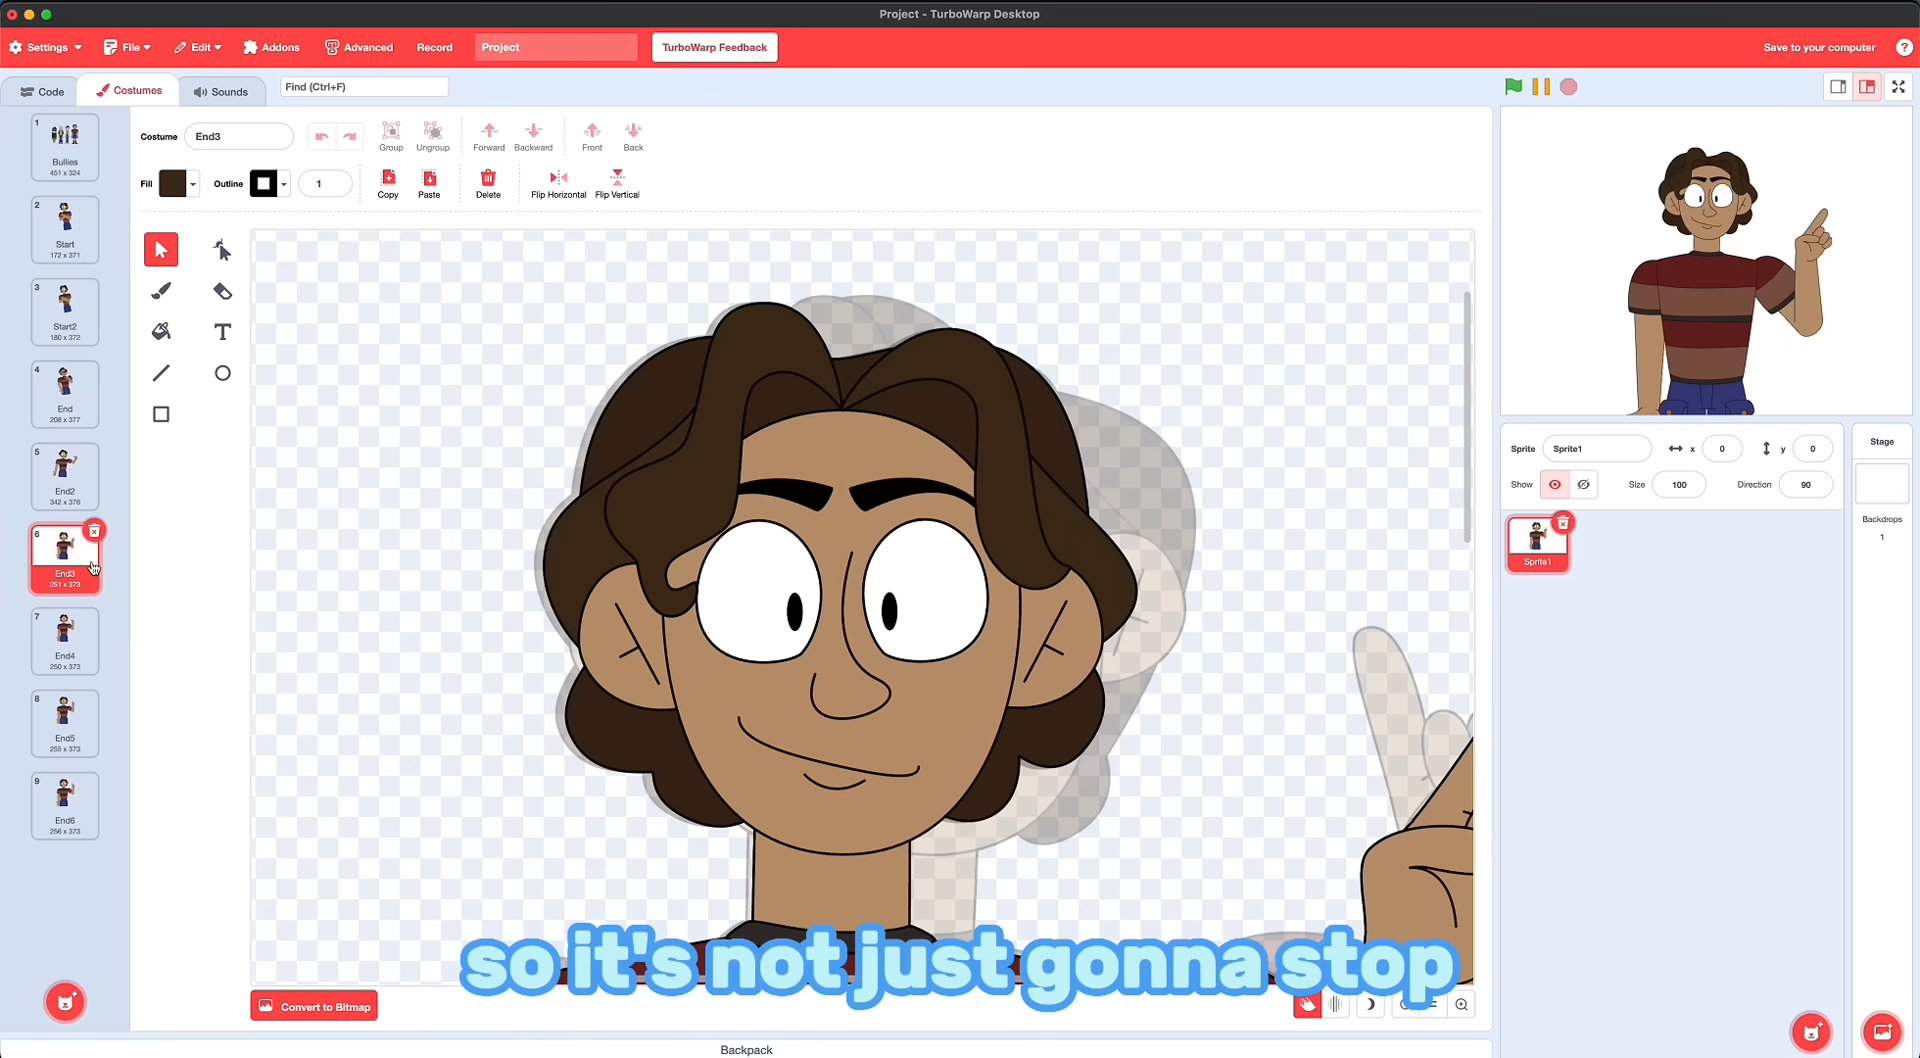 Project - TurboWarp Desktop
Settings File Edit Addons Advanced Record Project TurboWarp Feedback Save to your computer ?
Code Costumes Sounds Find (Ctrl+F)
Costume End3 Group Ungroup Forward Backward Front Back
Fill Outline 1 Copy Paste Delete Flip Horizontal Flip Vertical
T
1
Bullies
451 x 324
2
Start
172 x 371
3
Start2
180 x 372
4
End
208 x 377
5
End2
342 x 376
6
End3
251 x 373
7
End4
250 x 373
8
End5
255 x 373
9
End6
256 x 373
so it's not just gonna stop
Convert to Bitmap
Backpack
Sprite Sprite1 x 0 y 0
Show Size 100 Direction 90
Sprite1
Stage
Backdrops
1